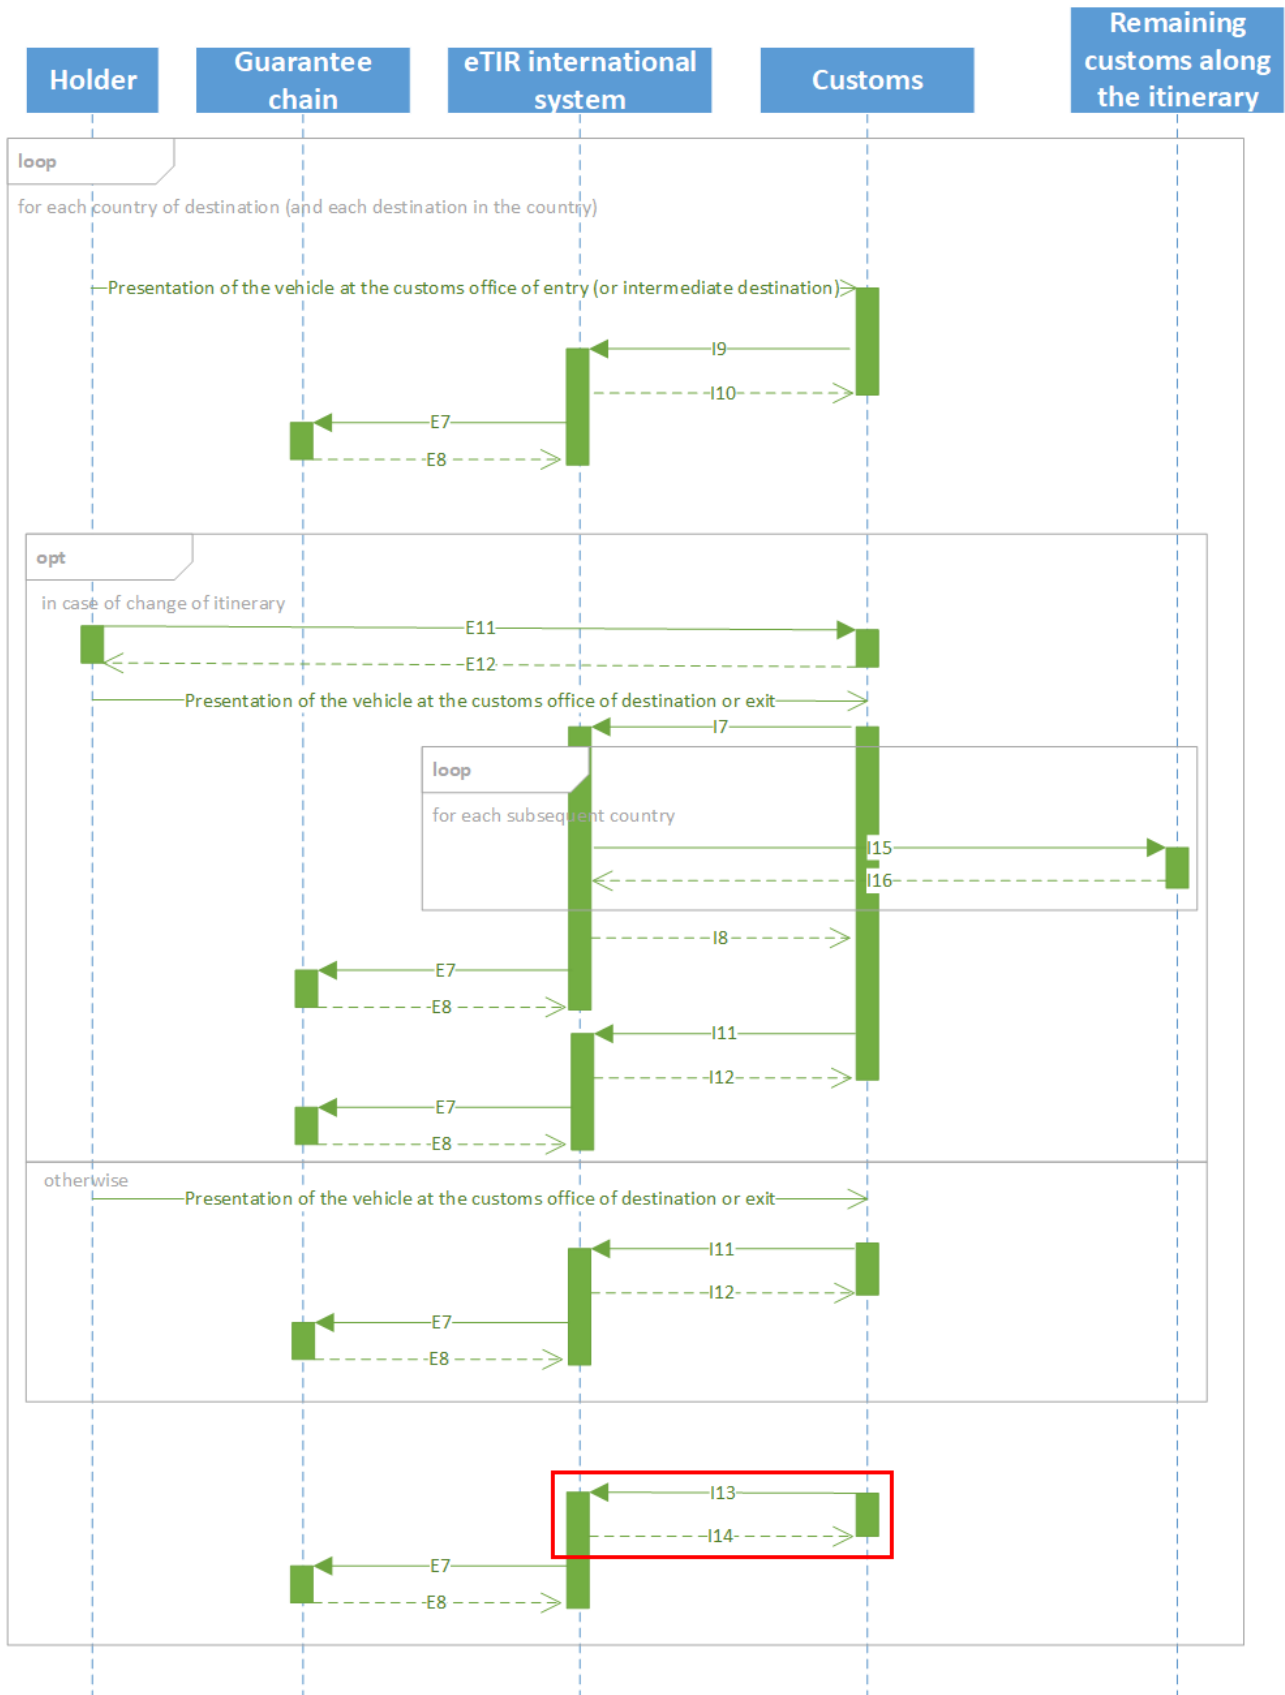 Holder
Guarantee
chain
eTIR international
system
Customs
Remaining
customs along
the itinerary
loop
for each country of destination (and each destination in the country)
Presentation of the vehicle at the customs office of entry (or intermediate destination)
I9
I10
E7
E8
opt
in case of change of itinerary
E11
E12
Presentation of the vehicle at the customs office of destination or exit
I7
loop
for each subsequent country
I15
I16
I8
E7
E8
I11
I12
E7
E8
otherwise
Presentation of the vehicle at the customs office of destination or exit
I11
I12
E7
E8
I13
I14
E7
E8